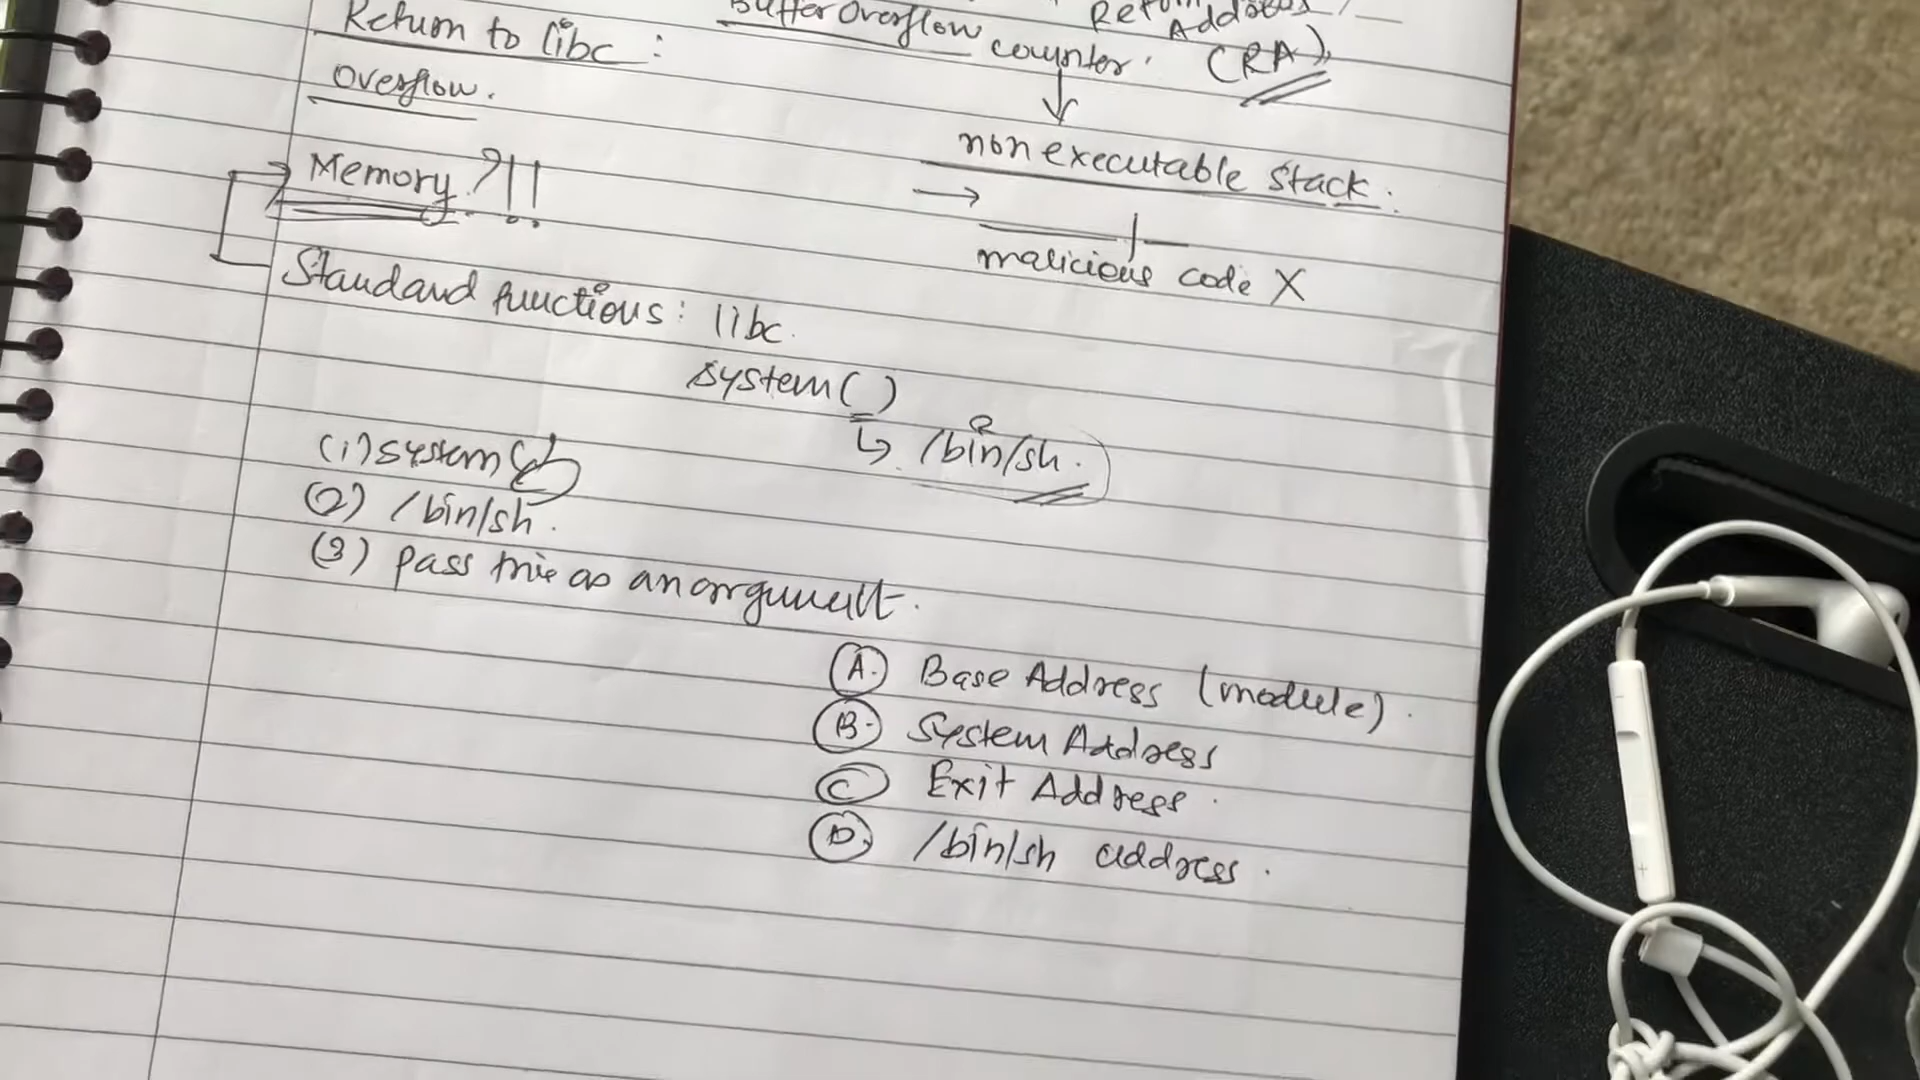 Return to libc :
Overflow.
Buffer Overflow counter.
Return Address
(RA)
non executable stack.
malicious code X
Memory ?!!
Standard functions: libc.
system( )
/bin/sh.
(1) system
(2) /bin/sh.
(3) pass this as an argument.
A. Base Address (module).
B. System Address
C Exit Address.
D. /bin/sh address.